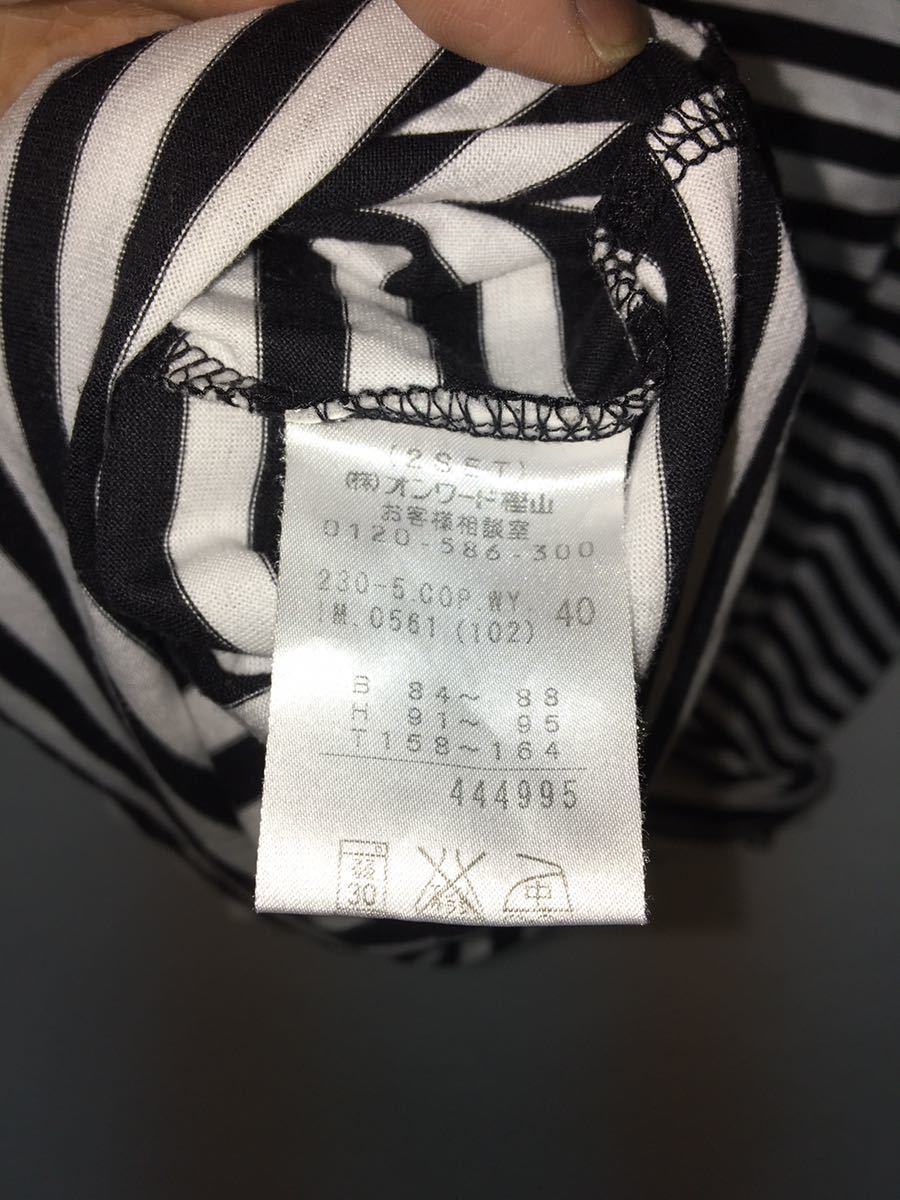 (2SET)
(株)オンワード樫山
お客様相談室
0120-586-300
230-5.COP.WY. 40
IM.0561 (102)
B 84～ 88
H 91～ 95
T158～164
444995
30 中